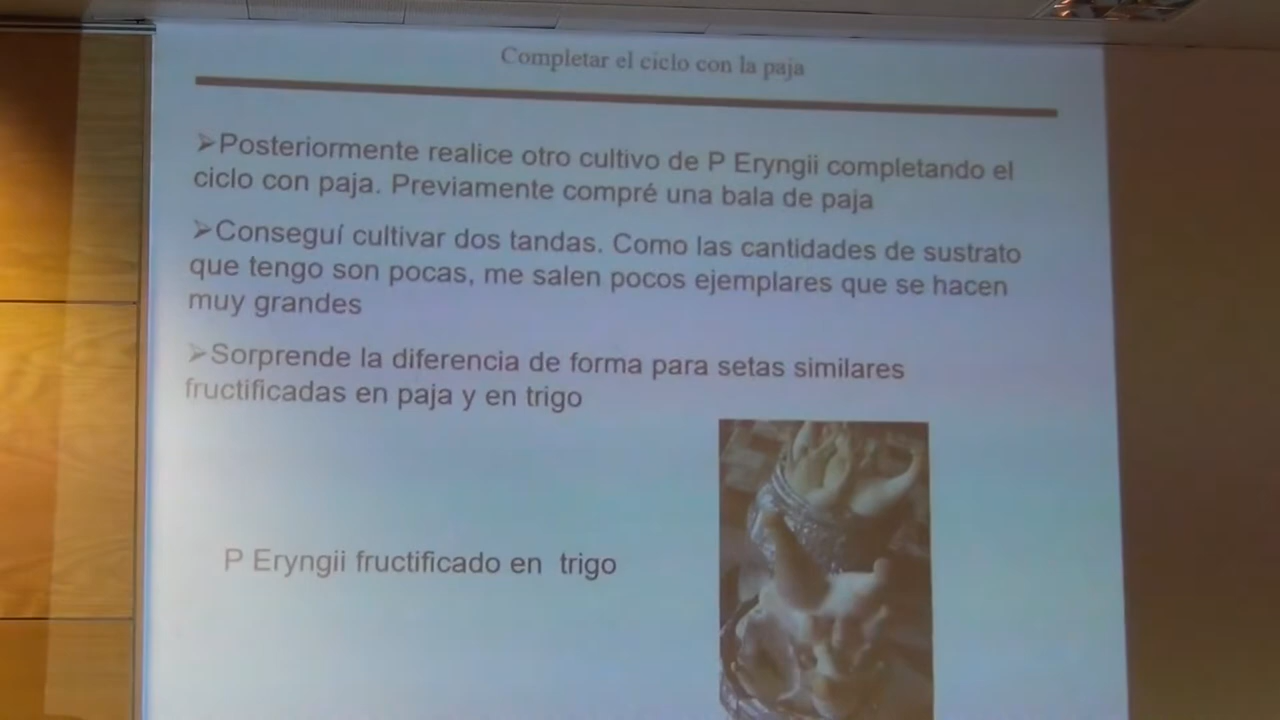 Completar el ciclo con la paja
➢Posteriormente realice otro cultivo de P Eryngii completando el
ciclo con paja. Previamente compré una bala de paja
➢Conseguí cultivar dos tandas. Como las cantidades de sustrato
que tengo son pocas, me salen pocos ejemplares que se hacen
muy grandes
➢Sorprende la diferencia de forma para setas similares
fructificadas en paja y en trigo
P Eryngii fructificado en trigo